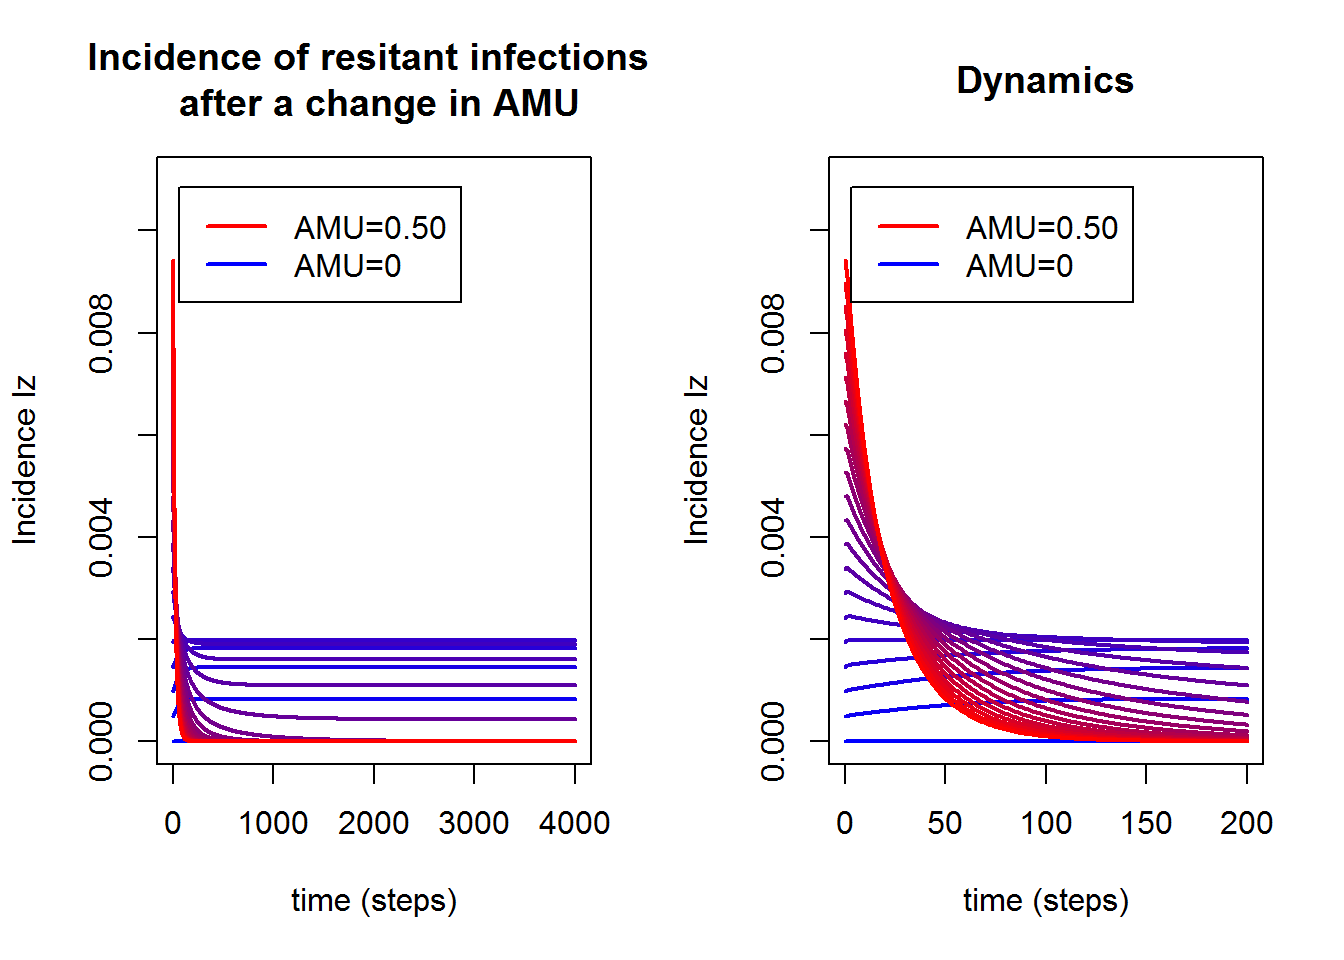 Incidence of resitant infections
after a change in AMU
Incidence Iz
0.000
0.004
0.008
AMU=0.50
AMU=0
0 1000 2000 3000 4000
time (steps)
Dynamics
Incidence Iz
0.000
0.004
0.008
AMU=0.50
AMU=0
0 50 100 150 200
time (steps)